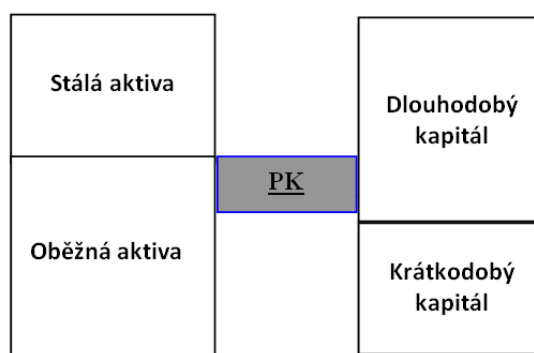 Stálá aktiva
Oběžná aktiva
PK
Dlouhodobý
kapitál
Krátkodobý
kapitál